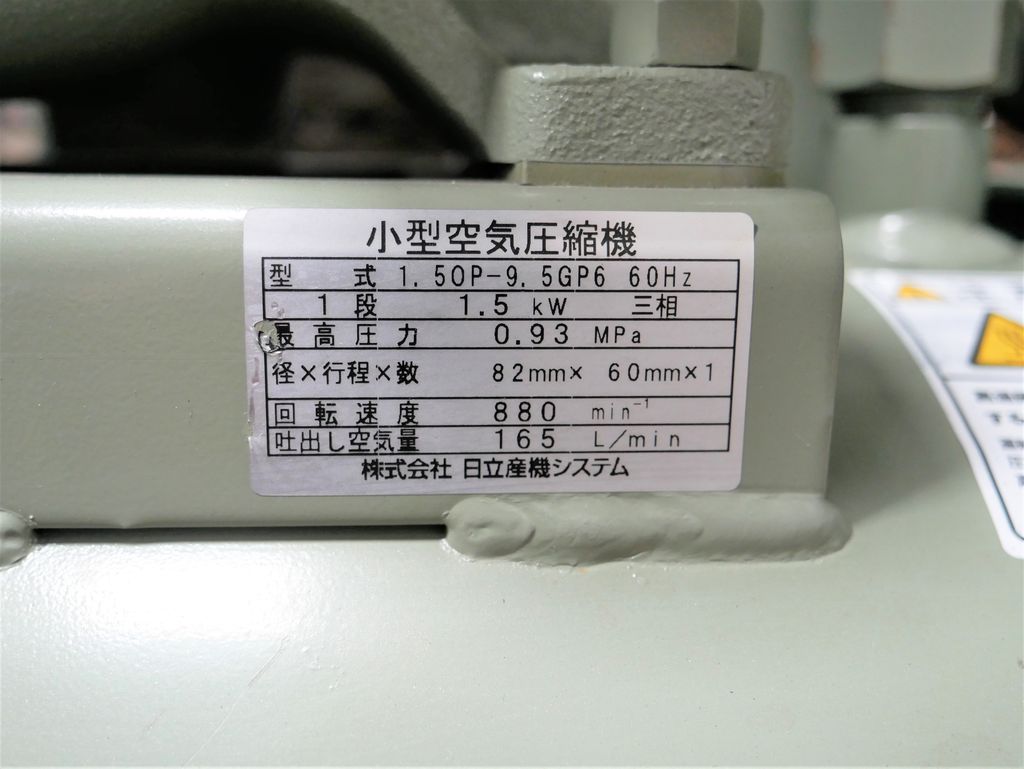 小型空気圧縮機
型式 1.5OP-9.5GP6 60Hz
1段 1.5 kW 三相
最高圧力 0.93 MPa
径×行程×数 82mm× 60mm×1
回転速度 880 min⁻¹
吐出し空気量 165 L/min
株式会社 日立産機システム